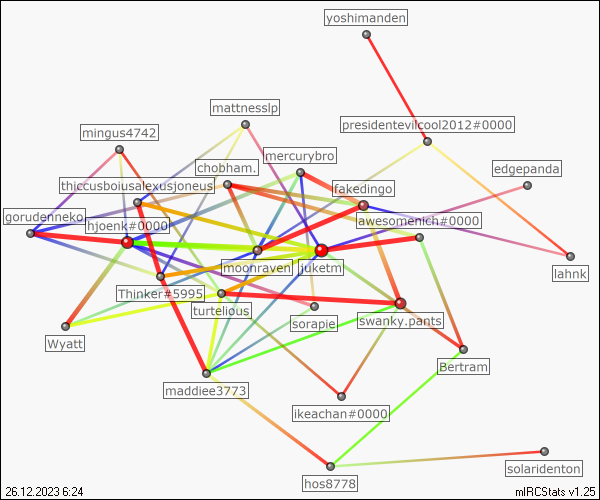 yoshimanden
mattnesslp
mingus4742
presidentevilcool2012#0000
mercurybro
chobham.
edgepanda
thiccusboiusalexusjoneus
fakedingo
gorudenneko
awesomenich#0000
hjoenk#0000
moonraven
juketm
lahnk
Thinker#5995
turtelious
sorapie
swanky.pants
Wyatt
Bertram
maddiee3773
ikeachan#0000
solaridenton
hos8778
26.12.2023 6:24
mIRCStats v1.25